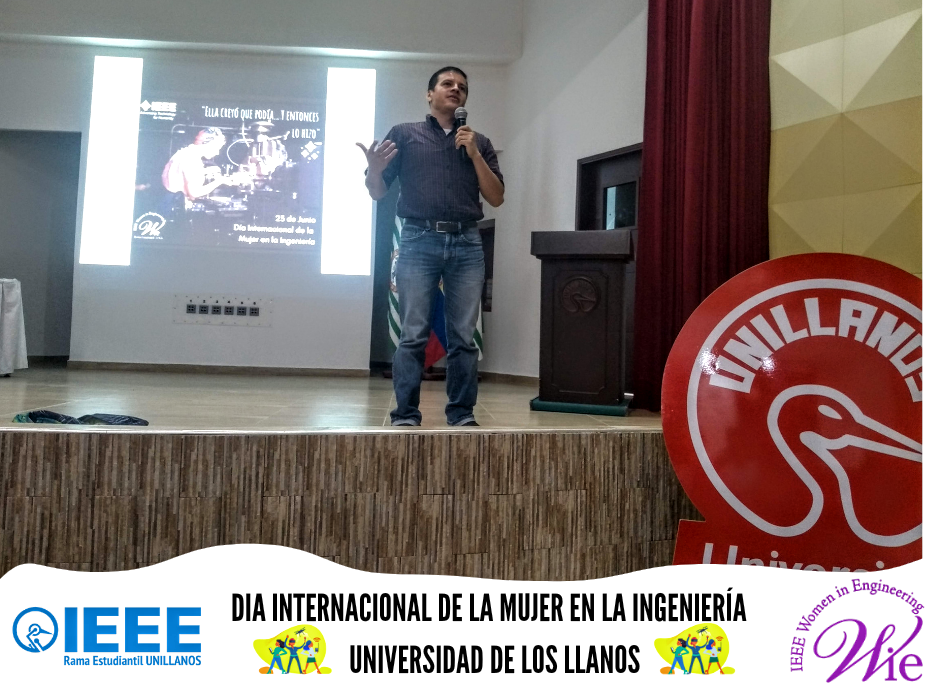 IEEE
"ELLA CREYÓ QUE PODÍA... Y ENTONCES
LO HIZO"
25 de Junio
Día Internacional de la
Mujer en la Ingeniería
UNILLANOS
IEEE
Rama Estudiantil UNILLANOS
DIA INTERNACIONAL DE LA MUJER EN LA INGENIERÍA
UNIVERSIDAD DE LOS LLANOS
IEEE Women in Engineering
Wie